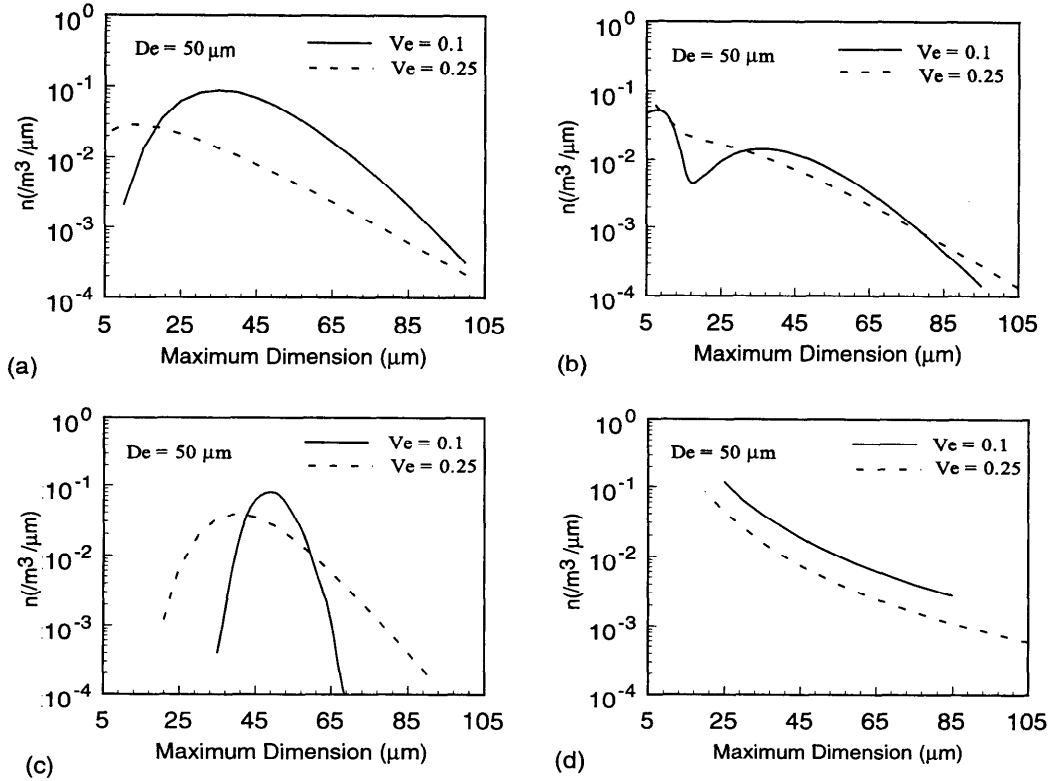 10⁰
De = 50 µm
Ve = 0.1
Ve = 0.25
10⁻¹
10⁻²
10⁻³
10⁻⁴
n(/m³/µm)
5 25 45 65 85 105
Maximum Dimension (µm)
(a)
10⁰
De = 50 µm
Ve = 0.1
Ve = 0.25
10⁻¹
10⁻²
10⁻³
10⁻⁴
n(/m³/µm)
5 25 45 65 85 105
Maximum Dimension (µm)
(b)
10⁰
De = 50 µm
Ve = 0.1
Ve = 0.25
10⁻¹
10⁻²
10⁻³
10⁻⁴
n(/m³/µm)
5 25 45 65 85 105
Maximum Dimension (µm)
(c)
10⁰
De = 50 µm
Ve = 0.1
Ve = 0.25
10⁻¹
10⁻²
10⁻³
10⁻⁴
n(/m³/µm)
5 25 45 65 85 105
Maximum Dimension (µm)
(d)